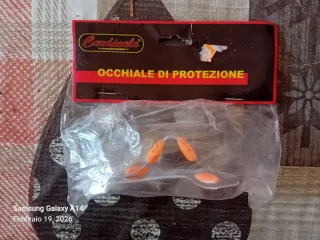 Cardinale
OCCHIALE DI PROTEZIONE
Samsung Galaxy A14
Febbraio 19, 2026